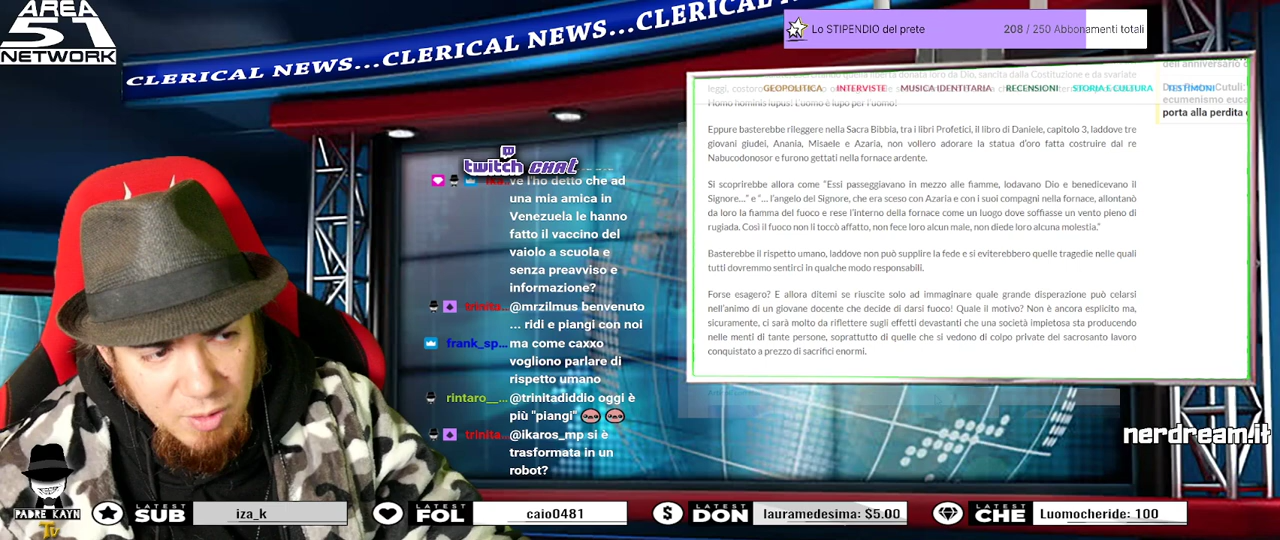 AREA
51
NETWORK
CLERICAL NEWS...CLERICAL NEWS...CLERICAL NEWS...CLERI
Lo STIPENDIO del prete 208 / 250 Abbonamenti totali
GEOPOLITICA INTERVISTE MUSICA IDENTITARIA RECENSIONI STORIA E CULTURA TESTIMONI
Homo hominis lupus! L'uomo è lupo per l'uomo!
Eppure basterebbe rileggere nella Sacra Bibbia, tra i libri Profetici, il libro di Daniele, capitolo 3, laddove tre
giovani giudei, Anania, Misaele e Azaria, non vollero adorare la statua d'oro fatta costruire dal re
Nabucodonosor e furono gettati nella fornace ardente.
Si scoprirebbe allora come "Essi passeggiavano in mezzo alle fiamme, lodavano Dio e benedicevano il
Signore..." e "... l'angelo del Signore, che era sceso con Azaria e con i suoi compagni nella fornace, allontanò
da loro la fiamma del fuoco e rese l'interno della fornace come un luogo dove soffiasse un vento pieno di
rugiada. Così il fuoco non li toccò affatto, non fece loro alcun male, non diede loro alcuna molestia."
Basterebbe il rispetto umano, laddove non può supplire la fede e si eviterebbero quelle tragedie nelle quali
tutti dovremmo sentirci in qualche modo responsabili.
Forse esagero? E allora ditemi se riuscite solo ad immaginare quale grande disperazione può celarsi
nell'animo di un giovane docente che decide di darsi fuoco! Quale il motivo? Non è ancora esplicito ma,
sicuramente, ci sarà molto da riflettere sugli effetti devastanti che una società impietosa sta producendo
nelle menti di tante persone, soprattutto di quelle che si vedono di colpo private del sacrosanto lavoro
conquistato a prezzo di sacrifici enormi.
dell'anniversario
Cutuli:
ecumenismo euca
porta alla perdita
twitch CHAT
ve l'ho detto che ad
una mia amica in
Venezuela le hanno
fatto il vaccino del
vaiolo a scuola e
senza preavviso e
informazione?
trinita... @mrzilmus benvenuto
... ridi e piangi con noi
frank_sp... ma come caxxo
vogliono parlare di
rispetto umano
rintaro__... @trinitadiddio oggi è
più "piangi"
trinita... @ikaros_mp si è
trasformata in un
robot?
nerdream.it
PADRE KAYN
Tv
LATEST SUB iza_k
LATEST FOL caio0481
LATEST DON lauramedesima: $5.00
LATEST CHE Luomocheride: 100